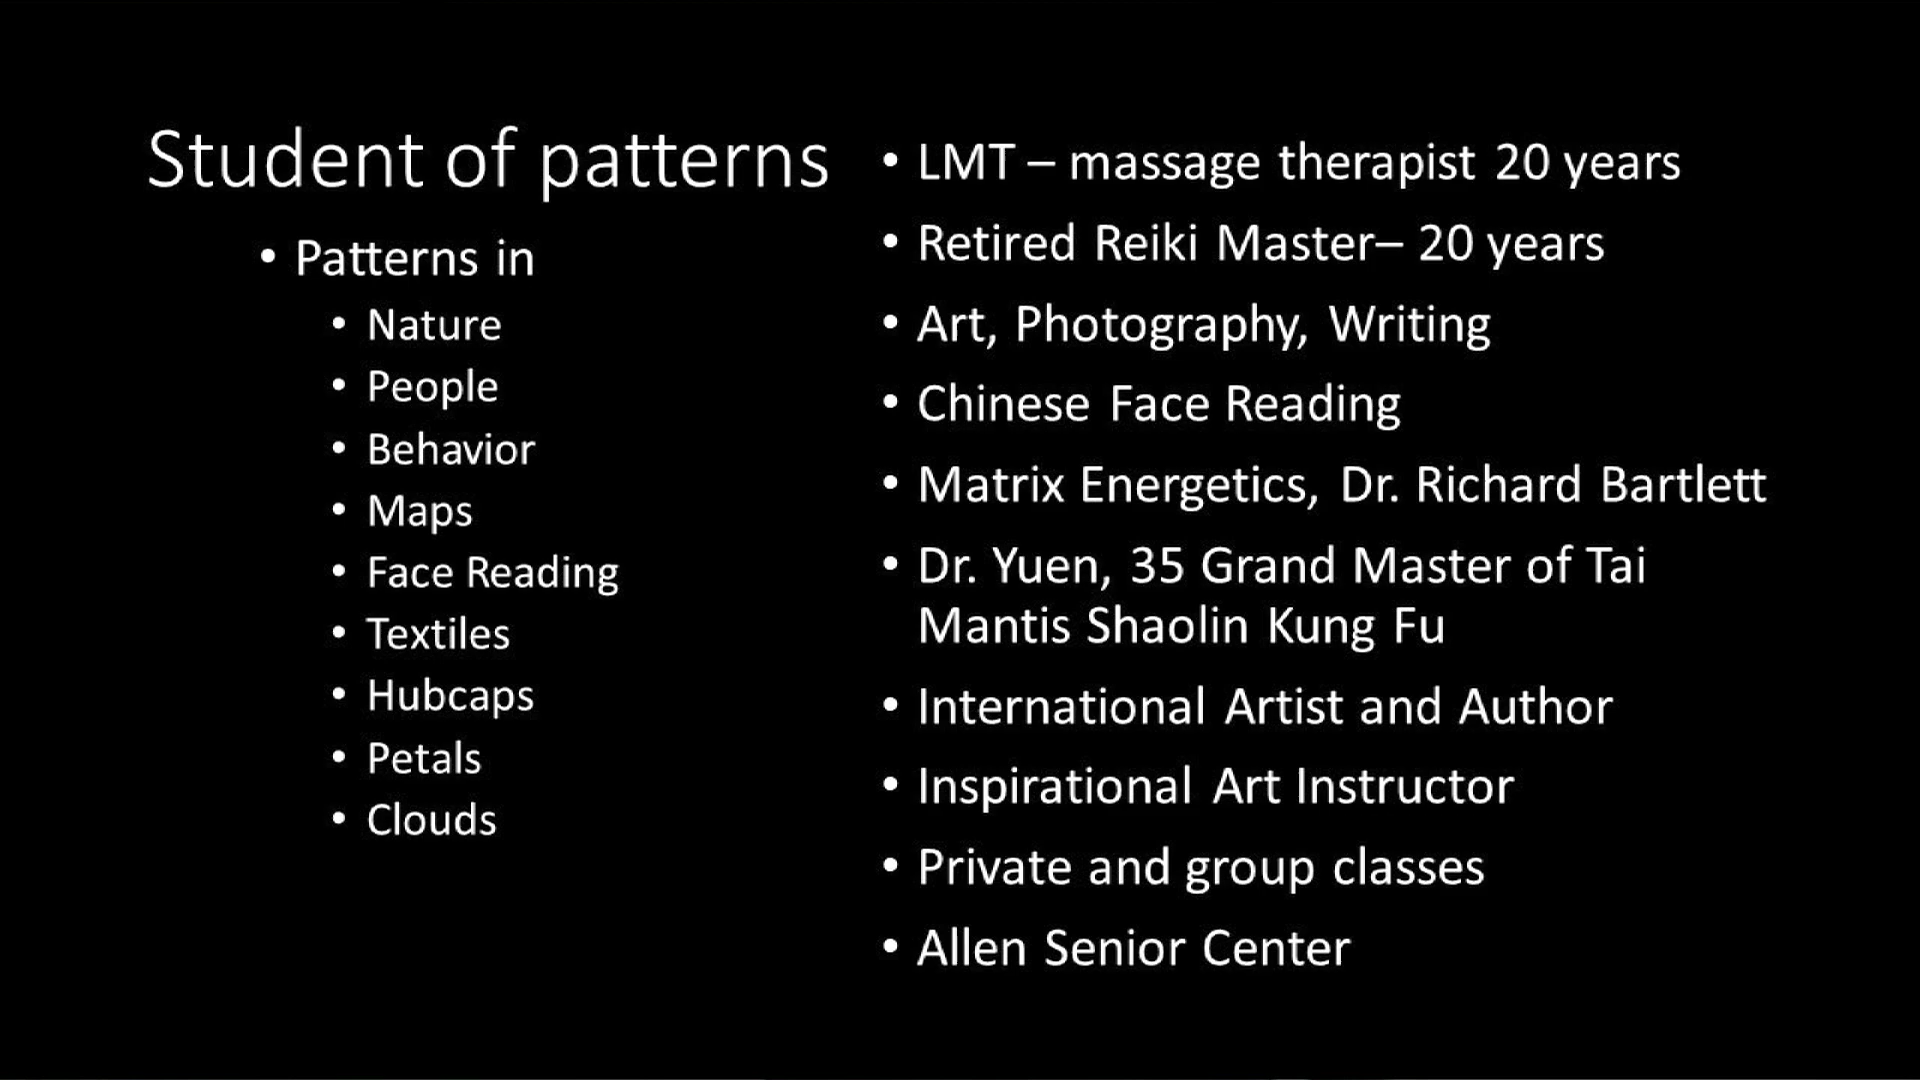 Student of patterns
• Patterns in
• Nature
• People
• Behavior
• Maps
• Face Reading
• Textiles
• Hubcaps
• Petals
• Clouds
• LMT – massage therapist 20 years
• Retired Reiki Master– 20 years
• Art, Photography, Writing
• Chinese Face Reading
• Matrix Energetics, Dr. Richard Bartlett
• Dr. Yuen, 35 Grand Master of Tai
Mantis Shaolin Kung Fu
• International Artist and Author
• Inspirational Art Instructor
• Private and group classes
• Allen Senior Center